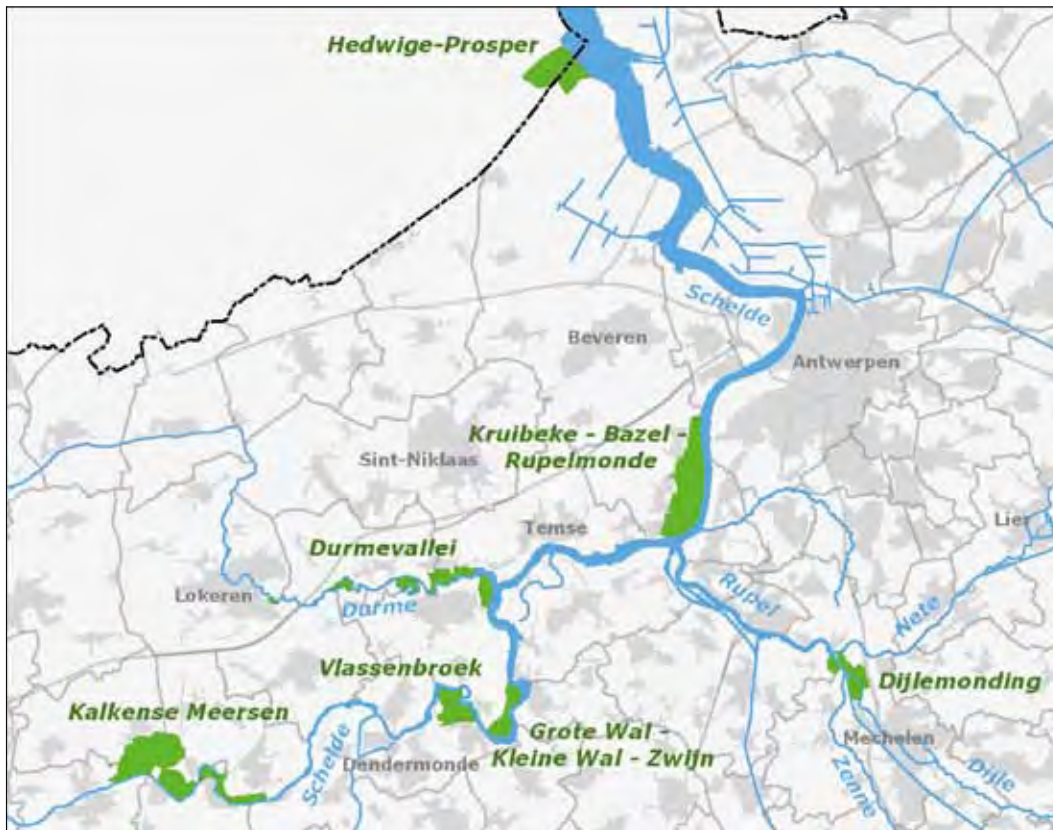 Hedwige-Prosper
Schelde
Beveren
Antwerpen
Kruibeke - Bazel -
Rupelmonde
Sint-Niklaas
Temse
Lier
Durmevallei
Lokeren
Durme
Rupel
Nete
Vlassenbroek
Dijlemonding
Kalkense Meersen
Grote Wal -
Kleine Wal - Zwijn
Schelde
Dendermonde
Mechelen
Zenne
Dijle